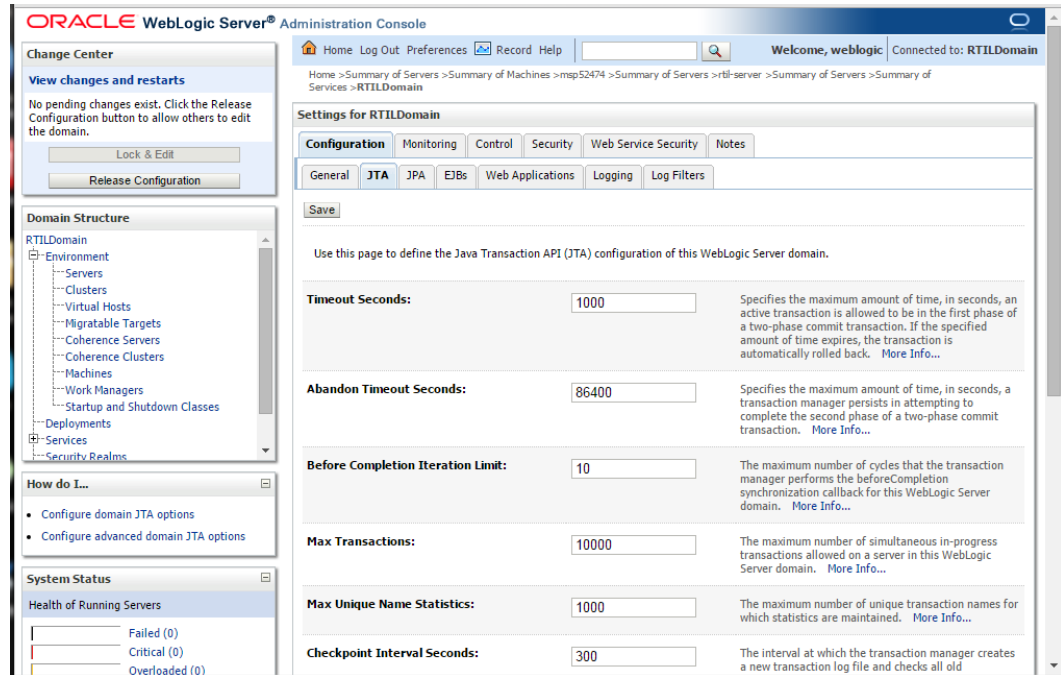 ORACLE WebLogic Server® Administration Console
Change Center
View changes and restarts
No pending changes exist. Click the Release
Configuration button to allow others to edit
the domain.
Lock & Edit
Release Configuration
Domain Structure
RTILDomain
Environment
Servers
Clusters
Virtual Hosts
Migratable Targets
Coherence Servers
Coherence Clusters
Machines
Work Managers
Startup and Shutdown Classes
Deployments
Services
Security Realms
How do I...
Configure domain JTA options
Configure advanced domain JTA options
System Status
Health of Running Servers
Failed (0)
Critical (0)
Overloaded (0)
Home Log Out Preferences Record Help
Welcome, weblogic Connected to: RTILDomain
Home >Summary of Servers >Summary of Machines >msp52474 >Summary of Servers >rtil-server >Summary of Servers >Summary of
Services >RTILDomain
Settings for RTILDomain
Configuration Monitoring Control Security Web Service Security Notes
General JTA JPA EJBs Web Applications Logging Log Filters
Save
Use this page to define the Java Transaction API (JTA) configuration of this WebLogic Server domain.
Timeout Seconds: 1000
Specifies the maximum amount of time, in seconds, an
active transaction is allowed to be in the first phase of
a two-phase commit transaction. If the specified
amount of time expires, the transaction is
automatically rolled back. More Info...
Abandon Timeout Seconds: 86400
Specifies the maximum amount of time, in seconds, a
transaction manager persists in attempting to
complete the second phase of a two-phase commit
transaction. More Info...
Before Completion Iteration Limit: 10
The maximum number of cycles that the transaction
manager performs the beforeCompletion
synchronization callback for this WebLogic Server
domain. More Info...
Max Transactions: 10000
The maximum number of simultaneous in-progress
transactions allowed on a server in this WebLogic
Server domain. More Info...
Max Unique Name Statistics: 1000
The maximum number of unique transaction names for
which statistics are maintained. More Info...
Checkpoint Interval Seconds: 300
The interval at which the transaction manager creates
a new transaction log file and checks all old